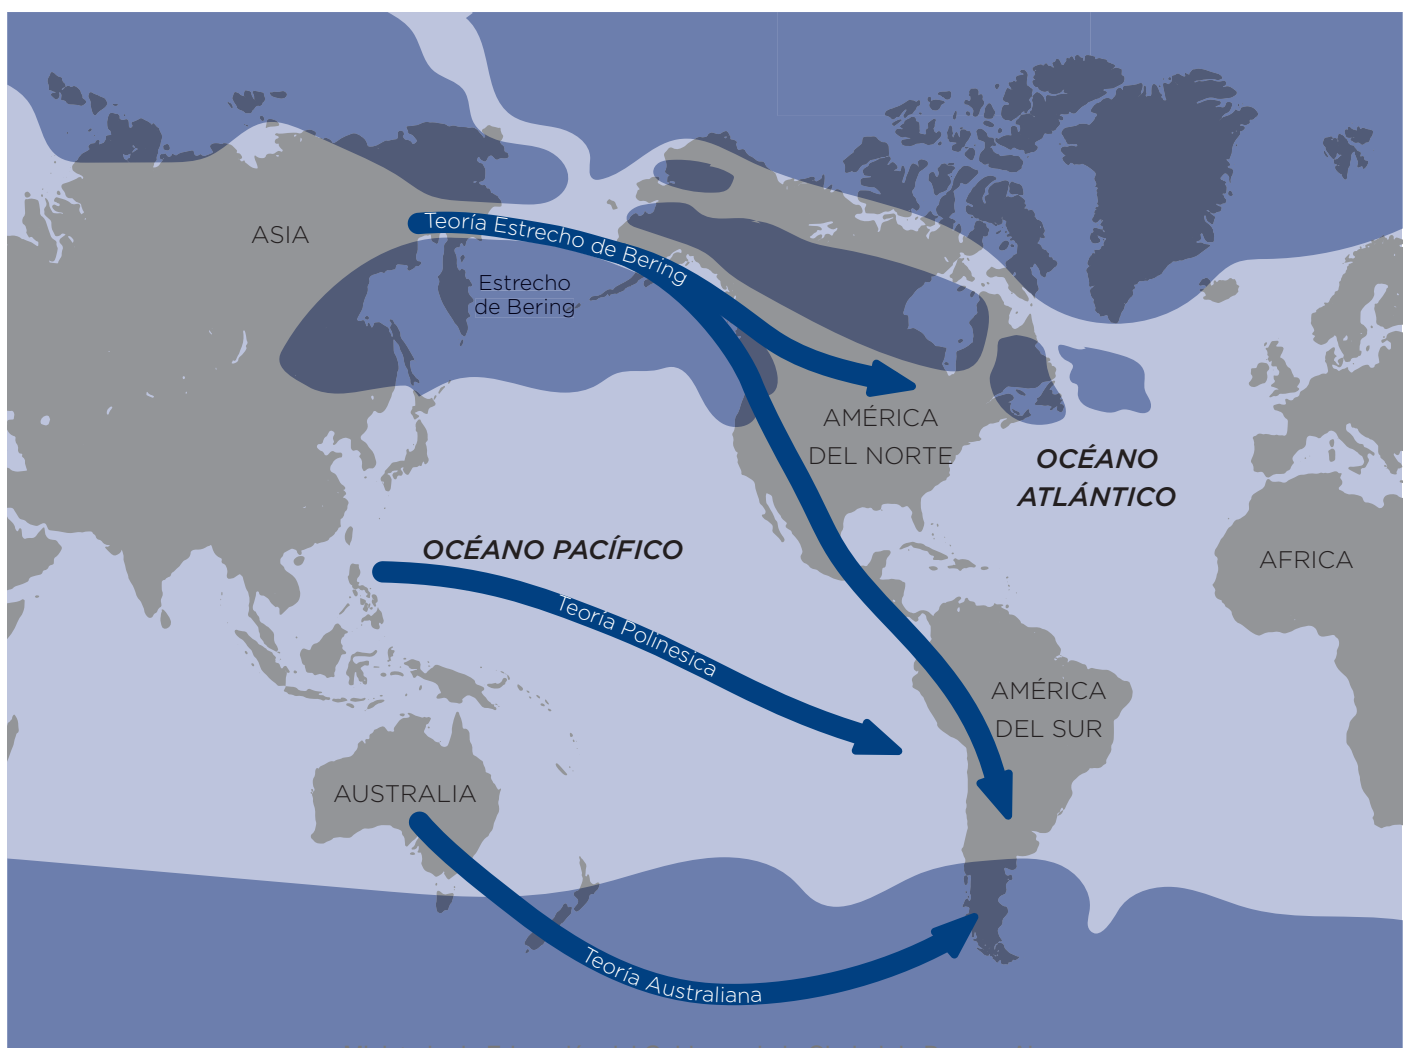 ASIA
Teoría Estrecho de Bering
Estrecho
de Bering
AMÉRICA
DEL NORTE
OCÉANO
ATLÁNTICO
OCÉANO PACÍFICO
AFRICA
Teoría Polinesica
AMÉRICA
DEL SUR
AUSTRALIA
Teoría Australiana